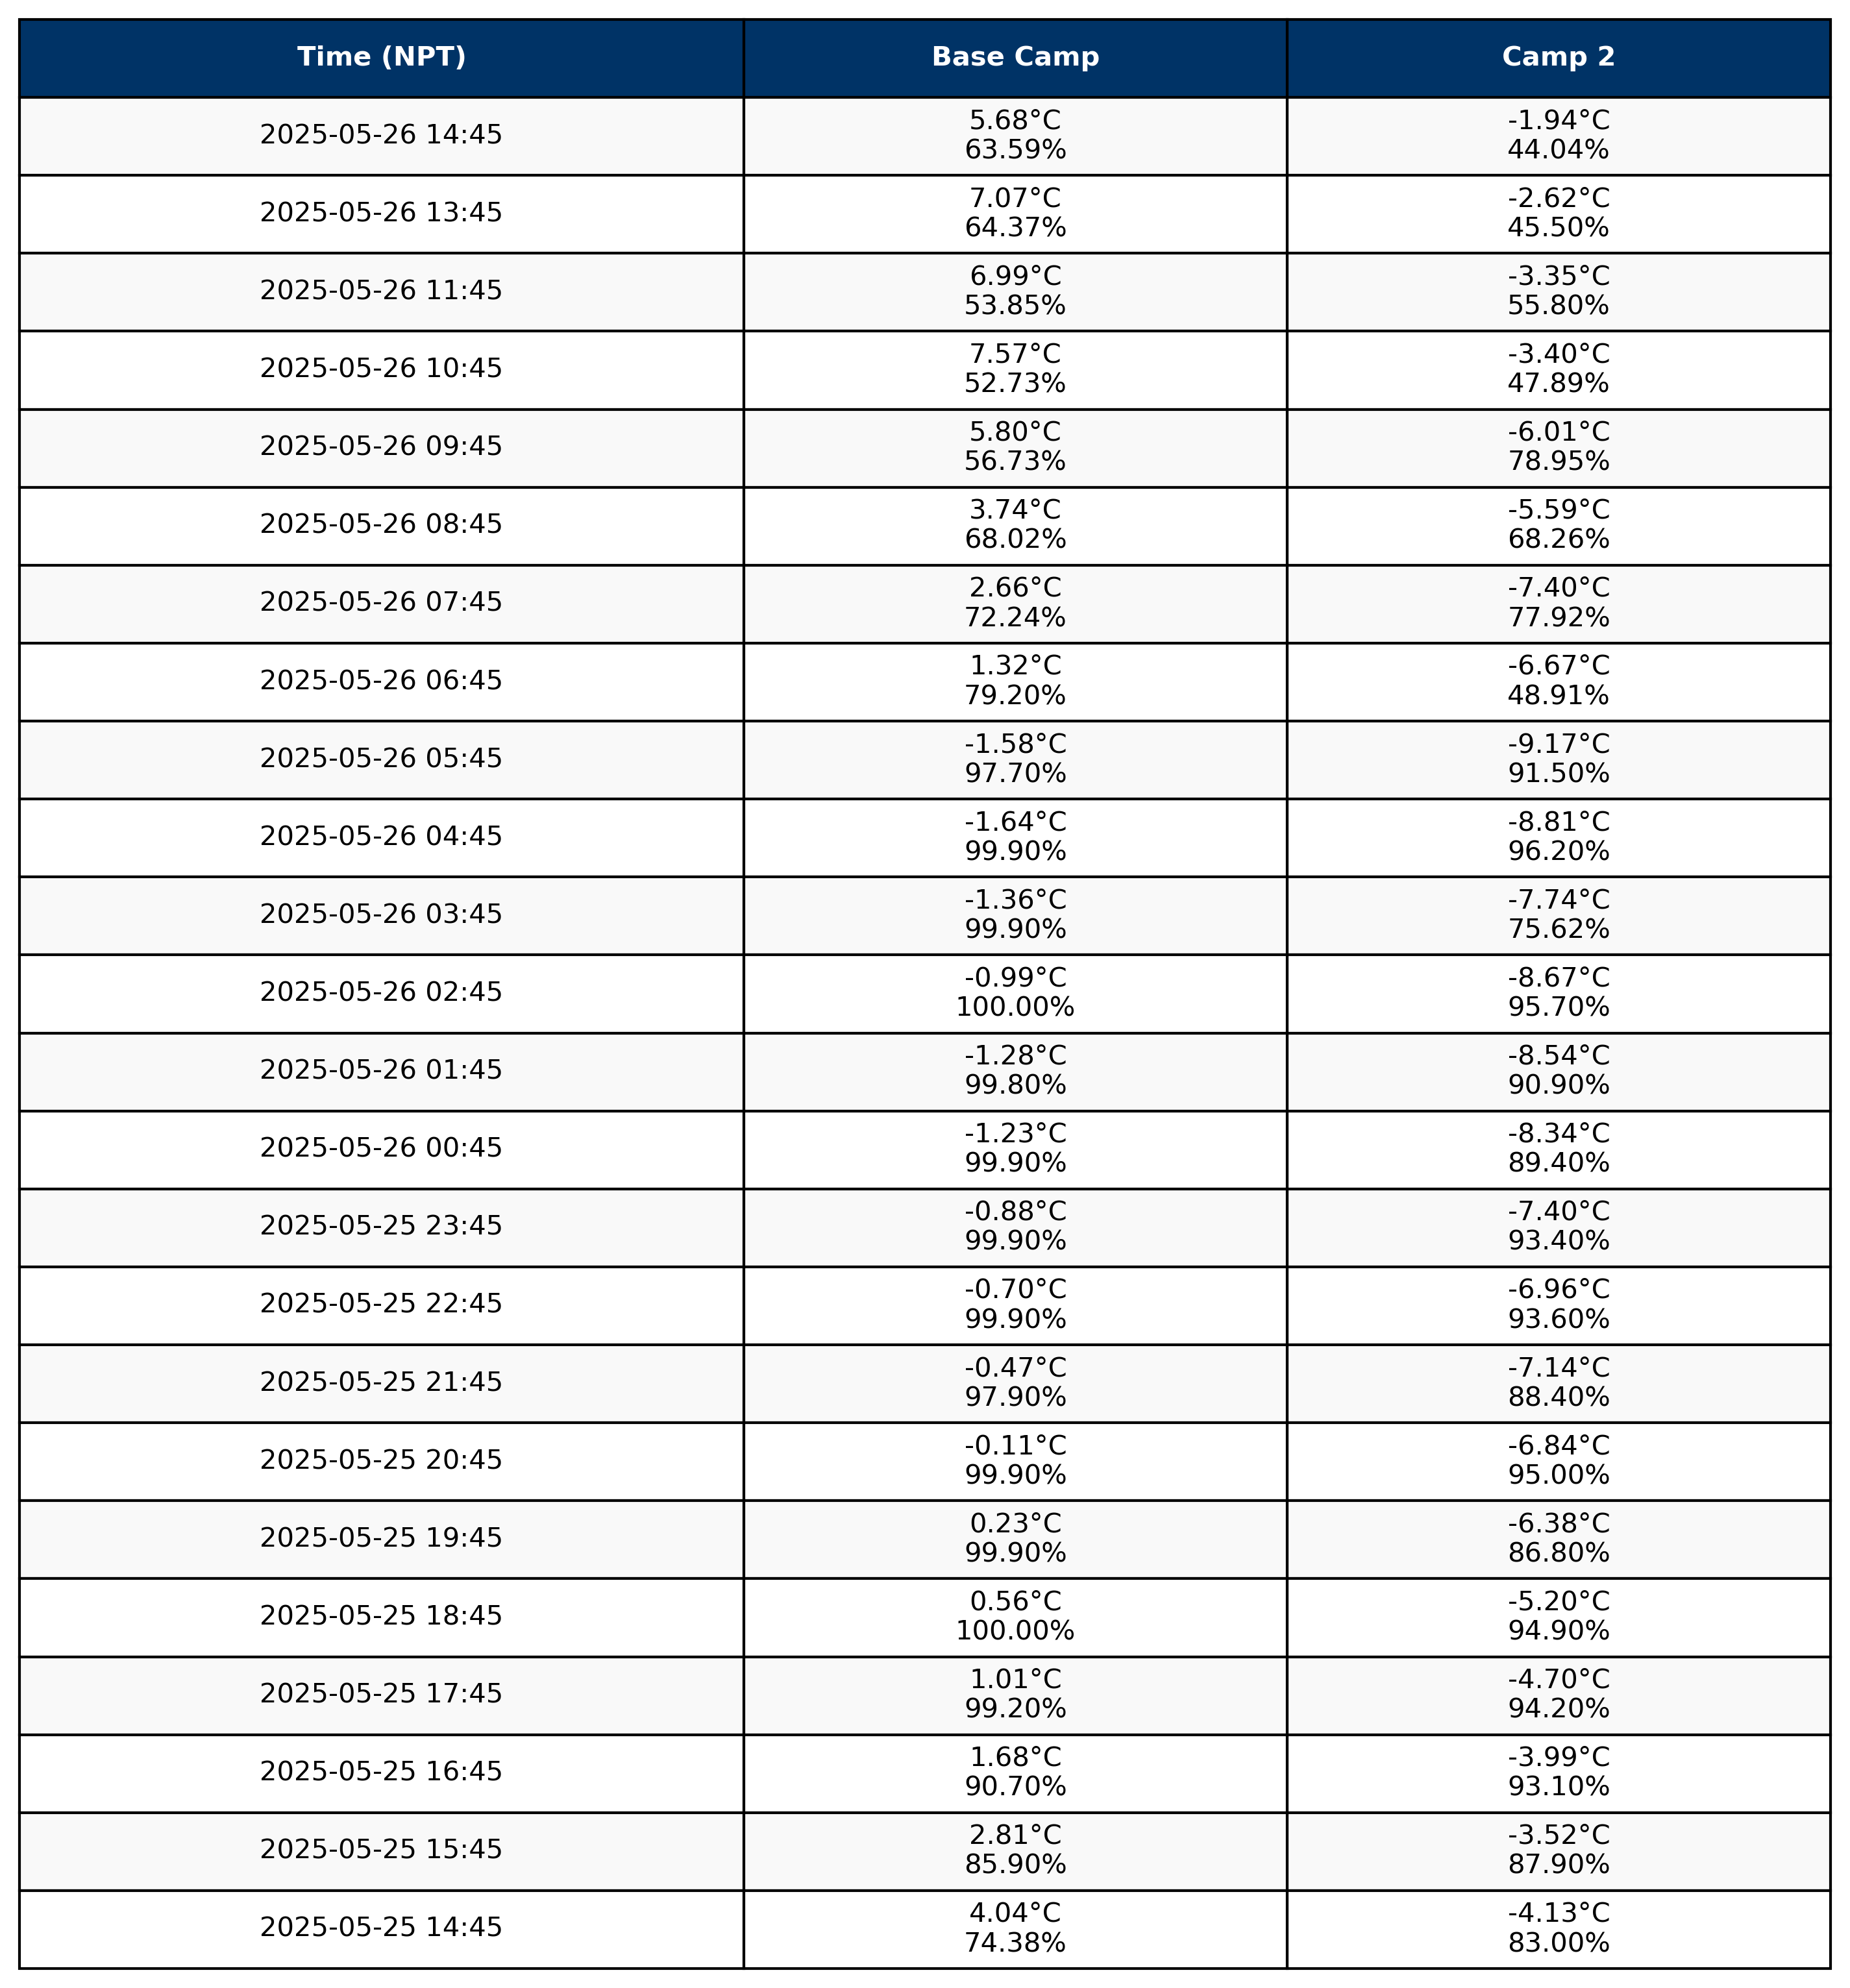 Time (NPT) Base Camp Camp 2
2025-05-26 14:45 5.68°C -1.94°C
63.59% 44.04%
2025-05-26 13:45 7.07°C -2.62°C
64.37% 45.50%
2025-05-26 11:45 6.99°C -3.35°C
53.85% 55.80%
2025-05-26 10:45 7.57°C -3.40°C
52.73% 47.89%
2025-05-26 09:45 5.80°C -6.01°C
56.73% 78.95%
2025-05-26 08:45 3.74°C -5.59°C
68.02% 68.26%
2025-05-26 07:45 2.66°C -7.40°C
72.24% 77.92%
2025-05-26 06:45 1.32°C -6.67°C
79.20% 48.91%
2025-05-26 05:45 -1.58°C -9.17°C
97.70% 91.50%
2025-05-26 04:45 -1.64°C -8.81°C
99.90% 96.20%
2025-05-26 03:45 -1.36°C -7.74°C
99.90% 75.62%
2025-05-26 02:45 -0.99°C -8.67°C
100.00% 95.70%
2025-05-26 01:45 -1.28°C -8.54°C
99.80% 90.90%
2025-05-26 00:45 -1.23°C -8.34°C
99.90% 89.40%
2025-05-25 23:45 -0.88°C -7.40°C
99.90% 93.40%
2025-05-25 22:45 -0.70°C -6.96°C
99.90% 93.60%
2025-05-25 21:45 -0.47°C -7.14°C
97.90% 88.40%
2025-05-25 20:45 -0.11°C -6.84°C
99.90% 95.00%
2025-05-25 19:45 0.23°C -6.38°C
99.90% 86.80%
2025-05-25 18:45 0.56°C -5.20°C
100.00% 94.90%
2025-05-25 17:45 1.01°C -4.70°C
99.20% 94.20%
2025-05-25 16:45 1.68°C -3.99°C
90.70% 93.10%
2025-05-25 15:45 2.81°C -3.52°C
85.90% 87.90%
2025-05-25 14:45 4.04°C -4.13°C
74.38% 83.00%